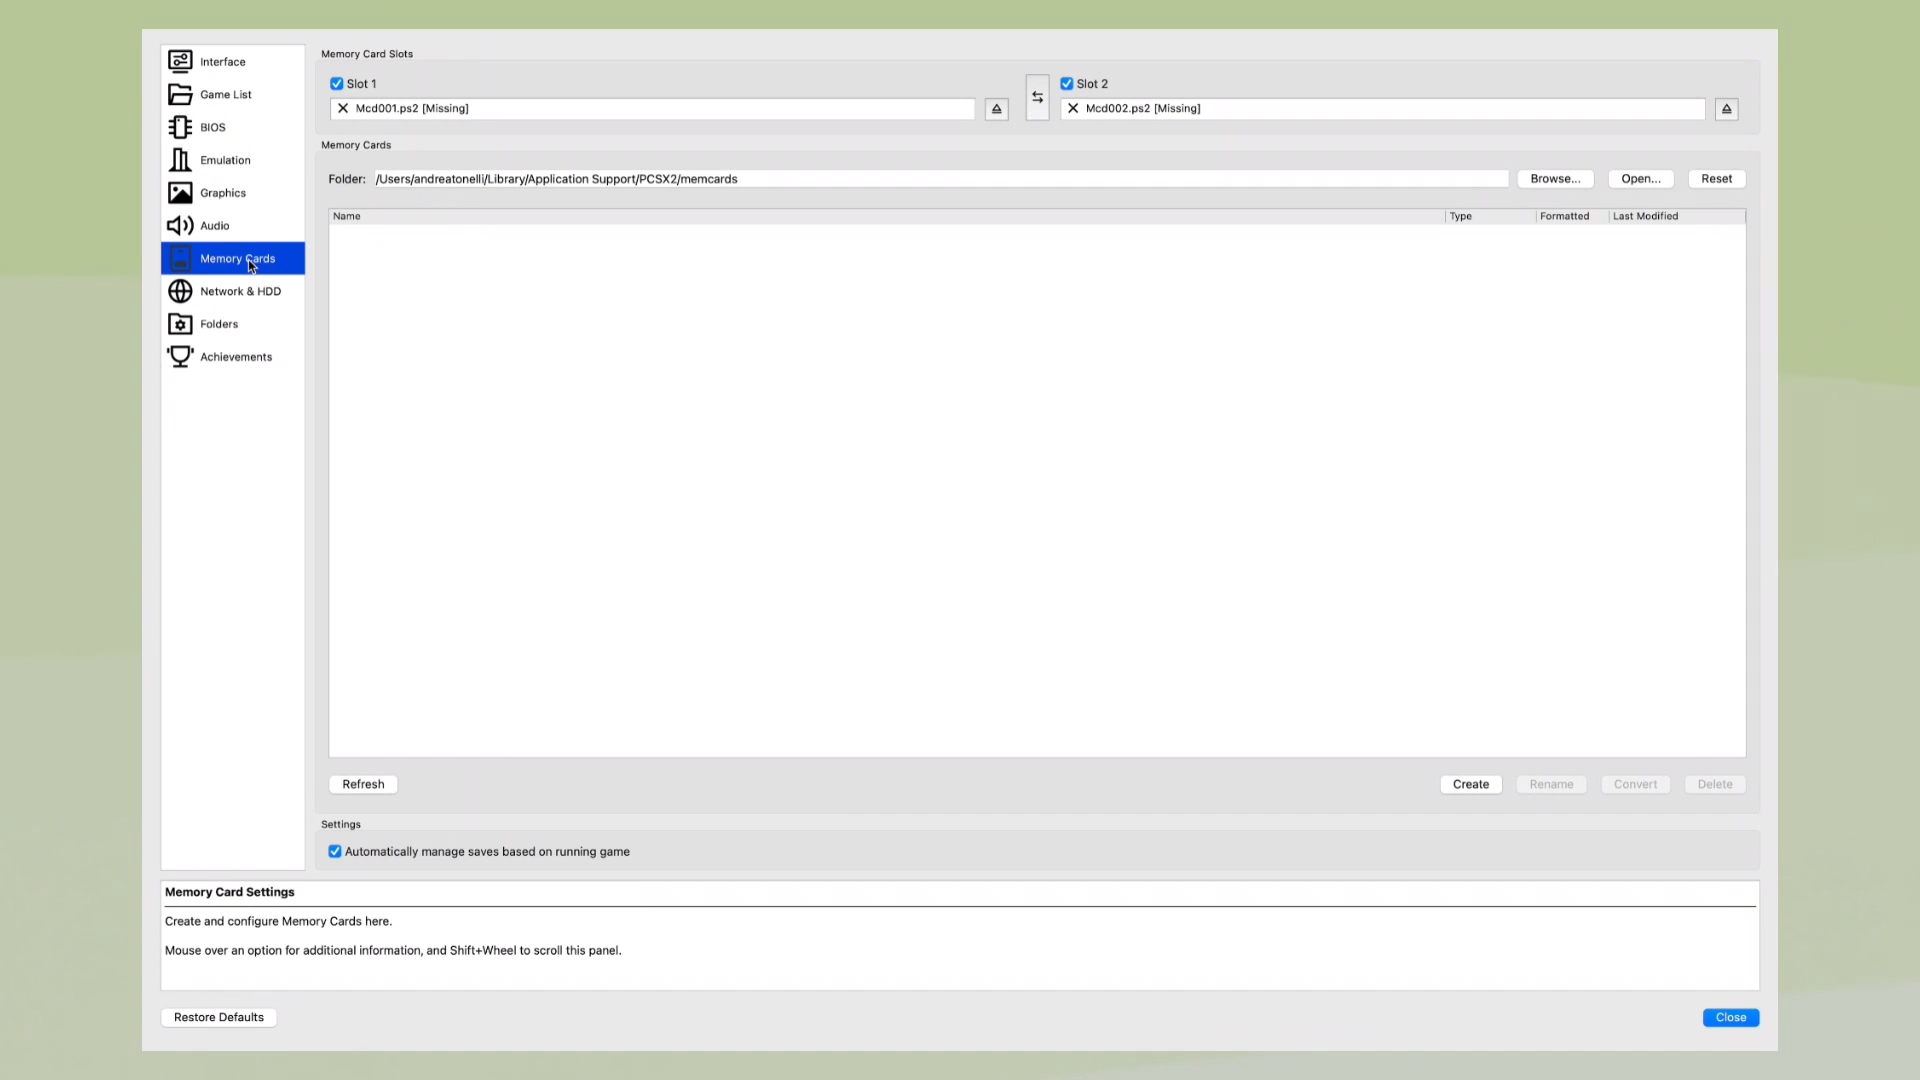 Interface
Game List
BIOS
Emulation
Graphics
Audio
Memory Cards
Network & HDD
Folders
Achievements
Memory Card Slots
Slot 1
Mcd001.ps2 [Missing]
Slot 2
Mcd002.ps2 [Missing]
Memory Cards
Folder: /Users/andreatonelli/Library/Application Support/PCSX2/memcards
Browse...
Open...
Reset
Name
Type
Formatted
Last Modified
Refresh
Create
Rename
Convert
Delete
Settings
Automatically manage saves based on running game
Memory Card Settings
Create and configure Memory Cards here.
Mouse over an option for additional information, and Shift+Wheel to scroll this panel.
Restore Defaults
Close